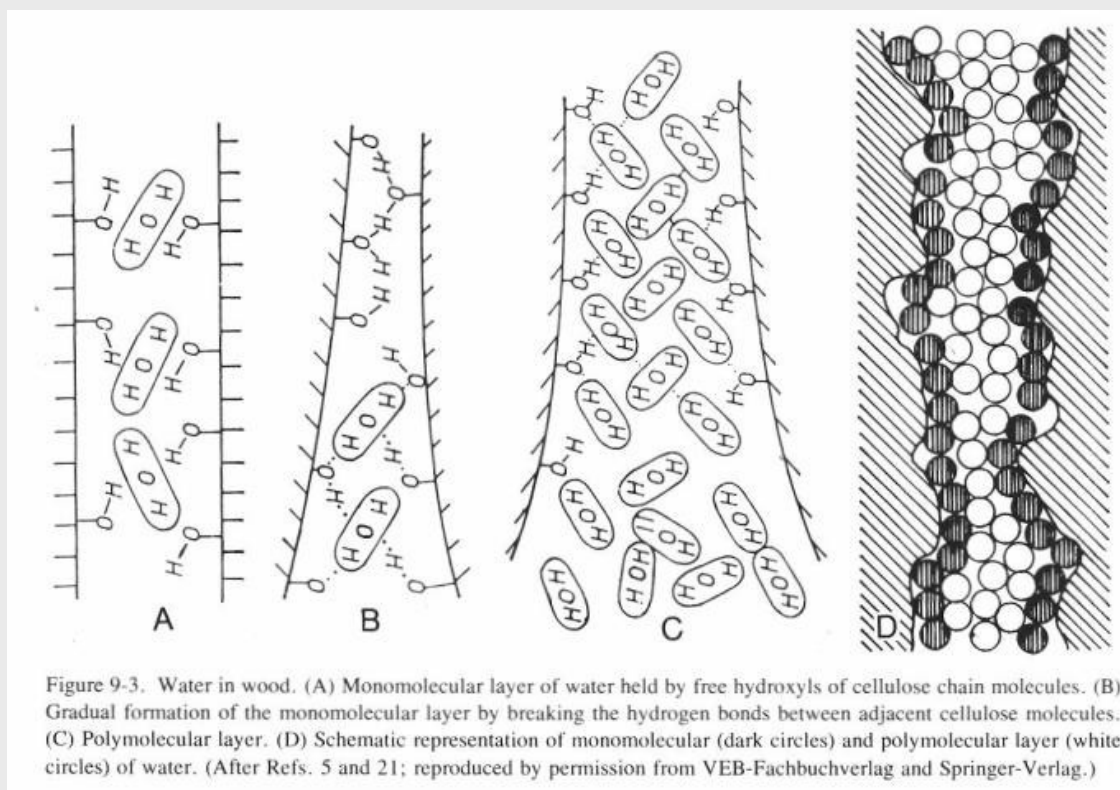 A
B
C
D
Figure 9-3. Water in wood. (A) Monomolecular layer of water held by free hydroxyls of cellulose chain molecules. (B)
Gradual formation of the monomolecular layer by breaking the hydrogen bonds between adjacent cellulose molecules.
(C) Polymolecular layer. (D) Schematic representation of monomolecular (dark circles) and polymolecular layer (white
circles) of water. (After Refs. 5 and 21; reproduced by permission from VEB-Fachbuchverlag and Springer-Verlag.)